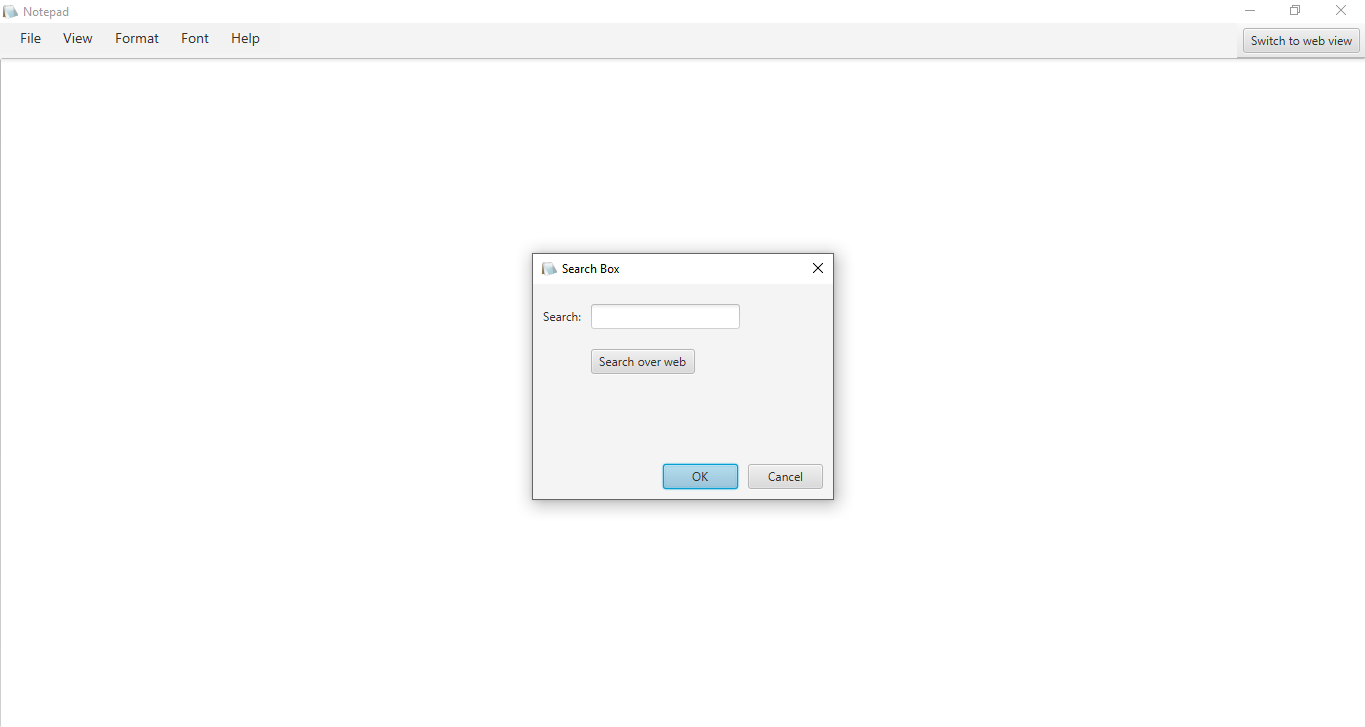 Notepad
File View Format Font Help Switch to web view
Search Box
Search:
Search over web
OK Cancel